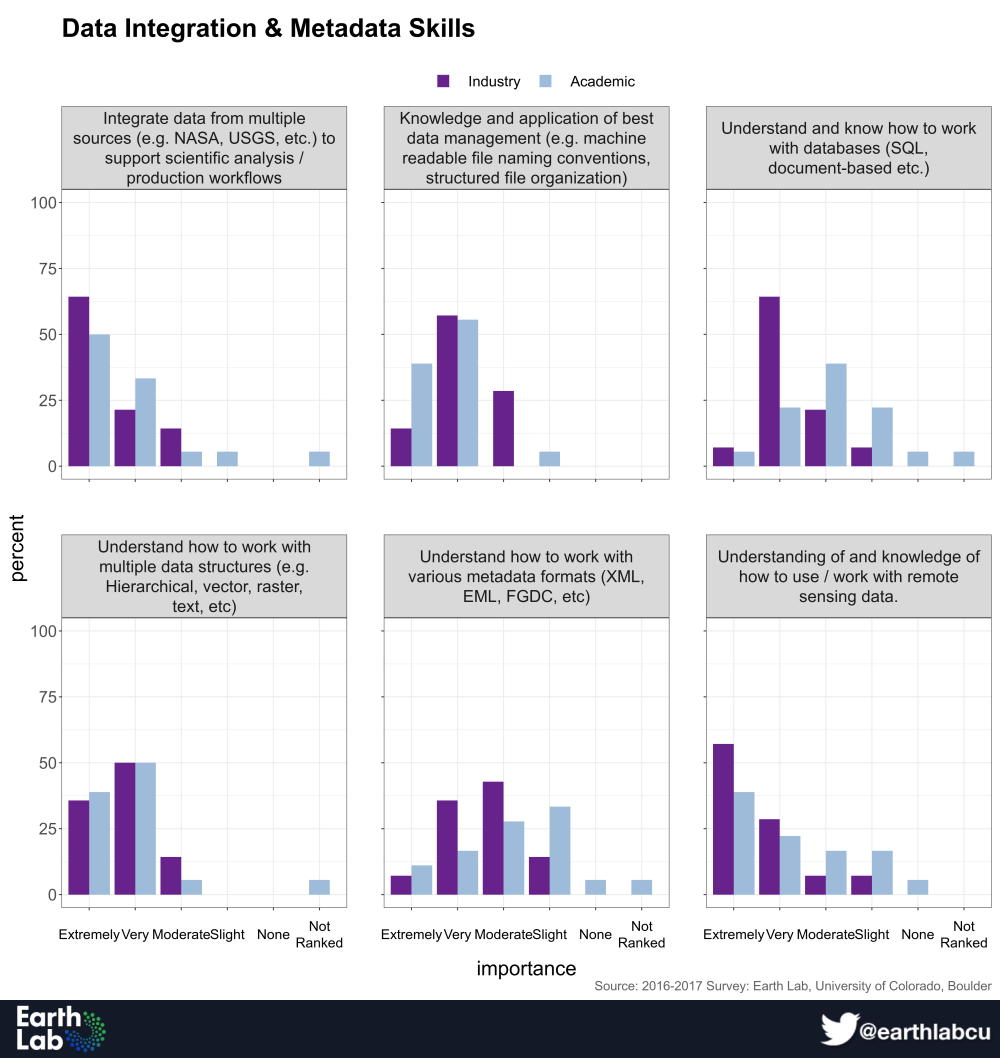 Data Integration & Metadata Skills
Industry
Academic
Integrate data from multiple
sources (e.g. NASA, USGS, etc.) to
support scientific analysis /
production workflows
Knowledge and application of best
data management (e.g. machine
readable file naming conventions,
structured file organization)
Understand and know how to work
with databases (SQL,
document-based etc.)
100
75
50
25
0
percent
Understand how to work with
multiple data structures (e.g.
Hierarchical, vector, raster,
text, etc)
Understand how to work with
various metadata formats (XML,
EML, FGDC, etc)
Understanding of and knowledge of
how to use / work with remote
sensing data.
100
75
50
25
0
Extremely Very Moderate Slight None Not
Ranked
Extremely Very Moderate Slight None Not
Ranked
Extremely Very Moderate Slight None Not
Ranked
importance
Source: 2016-2017 Survey: Earth Lab, University of Colorado, Boulder
Earth
Lab
@earthlabcu